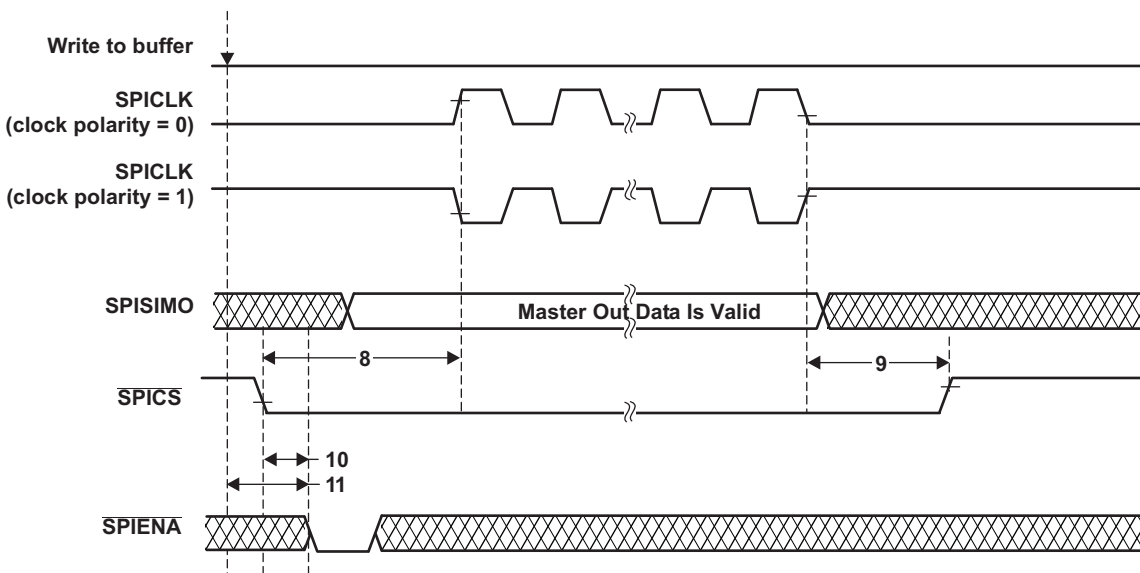 Write to buffer
SPICLK
(clock polarity = 0)
SPICLK
(clock polarity = 1)
SPISIMO
Master Out Data Is Valid
8
9
SPICS
10
11
SPIENA